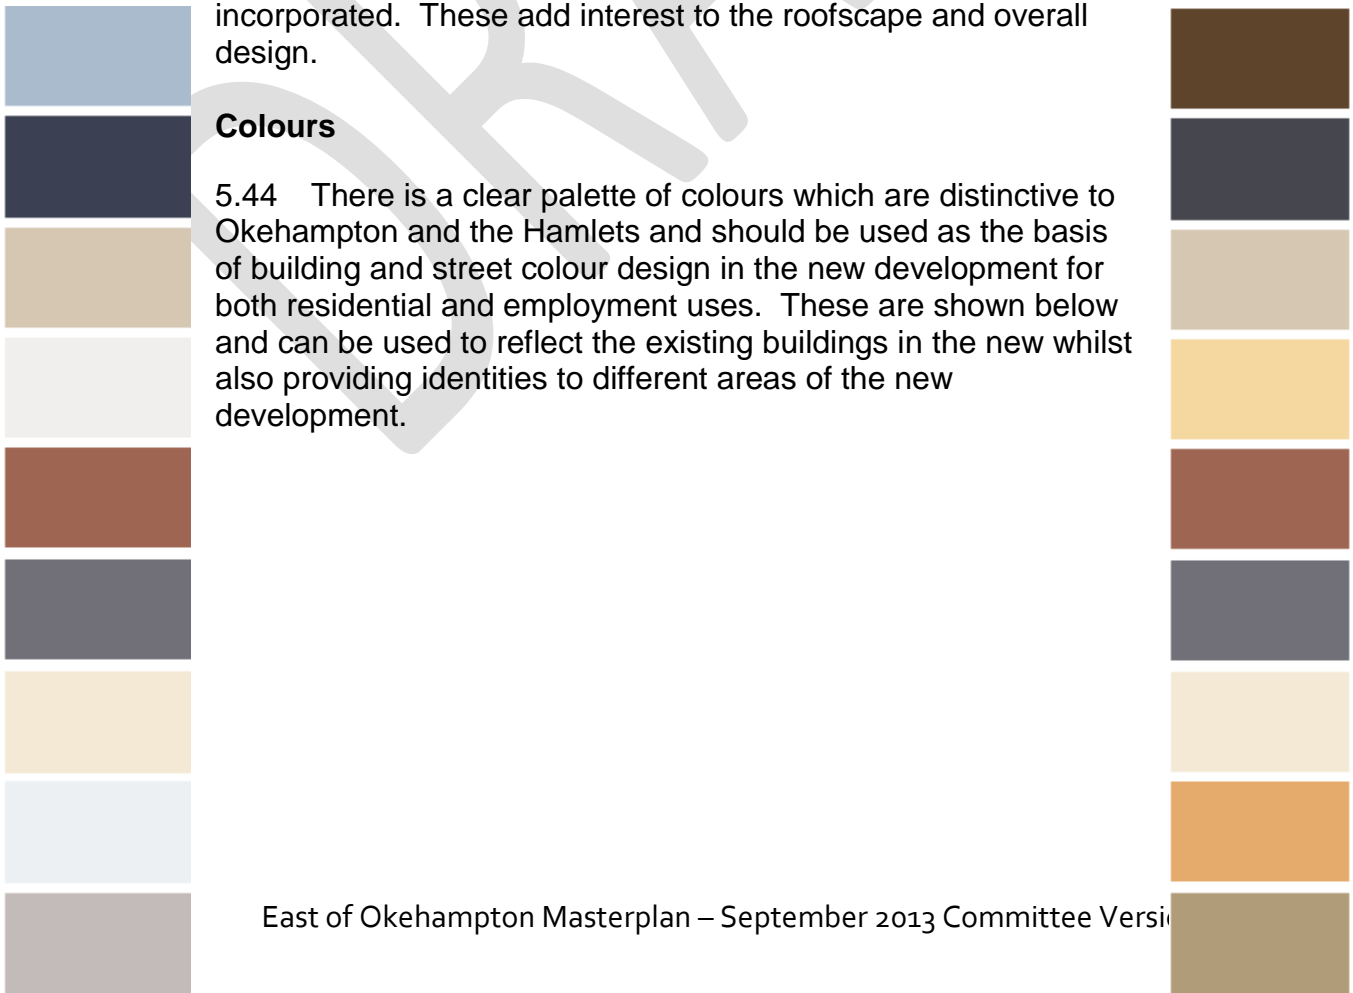 incorporated.  These add interest to the roofscape and overall
design.
Colours
5.44    There is a clear palette of colours which are distinctive to
Okehampton and the Hamlets and should be used as the basis
of building and street colour design in the new development for
both residential and employment uses.  These are shown below
and can be used to reflect the existing buildings in the new whilst
also providing identities to different areas of the new
development.
East of Okehampton Masterplan – September 2013 Committee